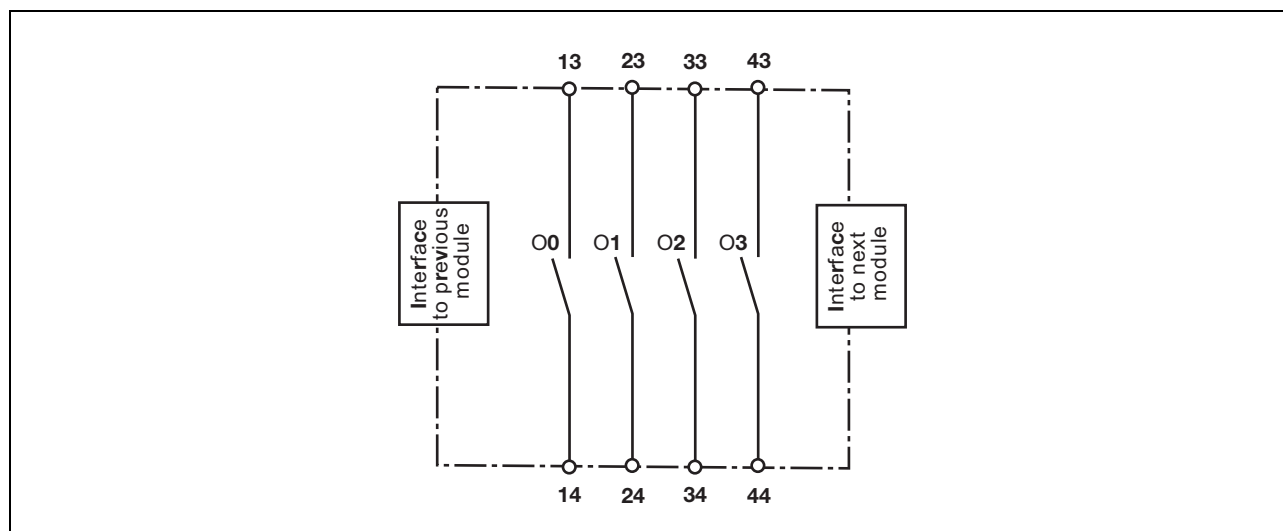 13 23 33 43
Interface
to previous
module
O0 O1 O2 O3
Interface
to next
module
14 24 34 44